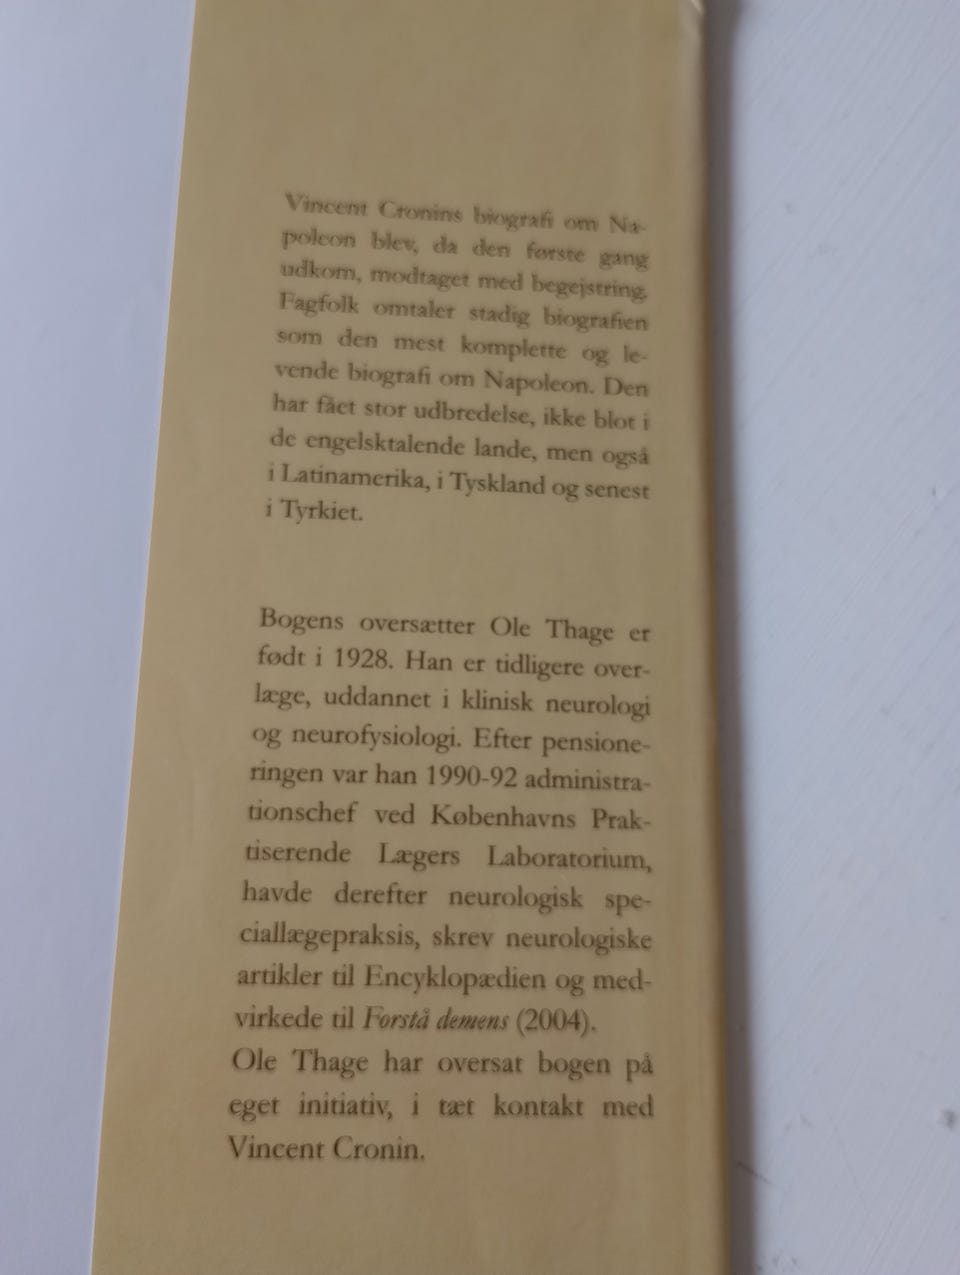 Vincent Cronins biografi om Na-
poleon blev, da den første gang
udkom, modtaget med begejstring.
Fagfolk omtaler stadig biografien
som den mest komplette og le-
vende biografi om Napoleon. Den
har fået stor udbredelse, ikke blot i
de engelsktalende lande, men også
i Latinamerika, i Tyskland og senest
i Tyrkiet.
Bogens oversætter Ole Thage er
født i 1928. Han er tidligere over-
læge, uddannet i klinisk neurologi
og neurofysiologi. Efter pensione-
ringen var han 1990-92 administra-
tionschef ved Københavns Prak-
tiserende Lægers Laboratorium,
havde derefter neurologisk spe-
ciallægepraksis, skrev neurologiske
artikler til Encyklopædien og med-
virkede til Forstå demens (2004).
Ole Thage har oversat bogen på
eget initiativ, i tæt kontakt med
Vincent Cronin.